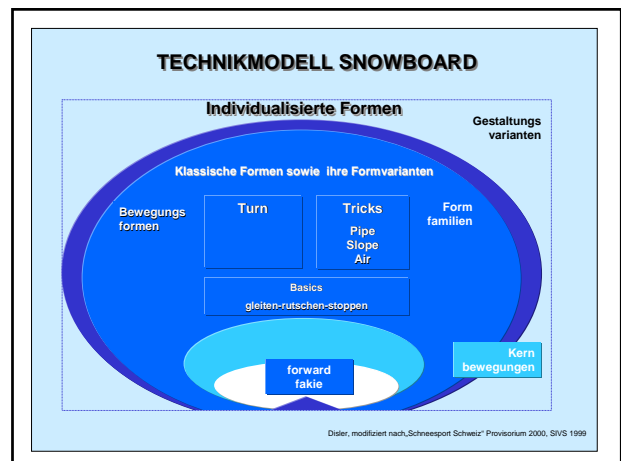 TECHNIKMODELL SNOWBOARD
Individualisierte Formen
Gestaltungs
varianten
Klassische Formen sowie ihre Formvarianten
Bewegungs
formen
Turn
Tricks
Pipe
Slope
Air
Form
familien
Basics
gleiten-rutschen-stoppen
Kern
bewegungen
forward
fakie
Disler, modifiziert nach„Schneesport Schweiz“ Provisorium 2000, SIVS 1999